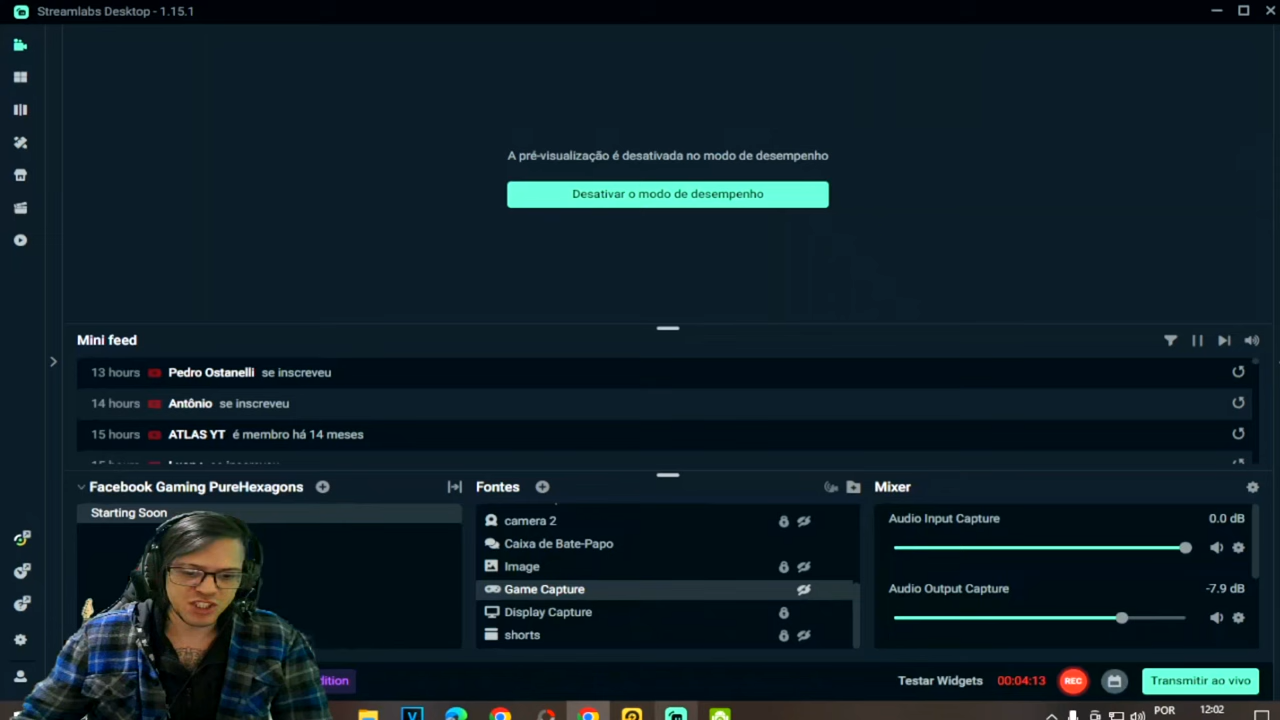 Streamlabs Desktop - 1.15.1
A pré-visualização é desativada no modo de desempenho
Desativar o modo de desempenho
Mini feed
13 hours Pedro Ostanelli se inscreveu
14 hours Antônio se inscreveu
15 hours ATLAS YT é membro há 14 meses
Facebook Gaming PureHexagons
Starting Soon
Fontes
camera 2
Caixa de Bate-Papo
Image
Game Capture
Display Capture
shorts
Mixer
Audio Input Capture 0.0 dB
Audio Output Capture -7.9 dB
dition
Testar Widgets 00:04:13 REC Transmitir ao vivo
POR 12:02